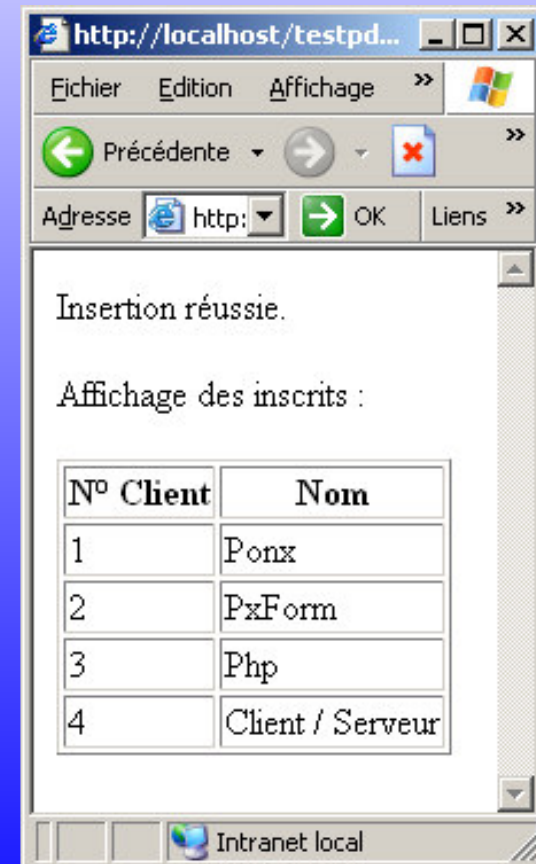 http://localhost/testpd...
Fichier Edition Affichage »
Précédente »
Adresse http: OK Liens »
Insertion réussie.
Affichage des inscrits :
Nº Client Nom
1 Ponx
2 PxForm
3 Php
4 Client / Serveur
Intranet local